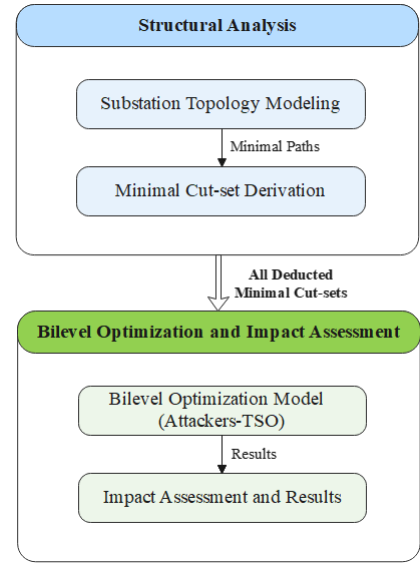 Structural Analysis
Substation Topology Modeling
Minimal Paths
Minimal Cut-set Derivation
All Deducted
Minimal Cut-sets
Bilevel Optimization and Impact Assessment
Bilevel Optimization Model
(Attackers-TSO)
Results
Impact Assessment and Results